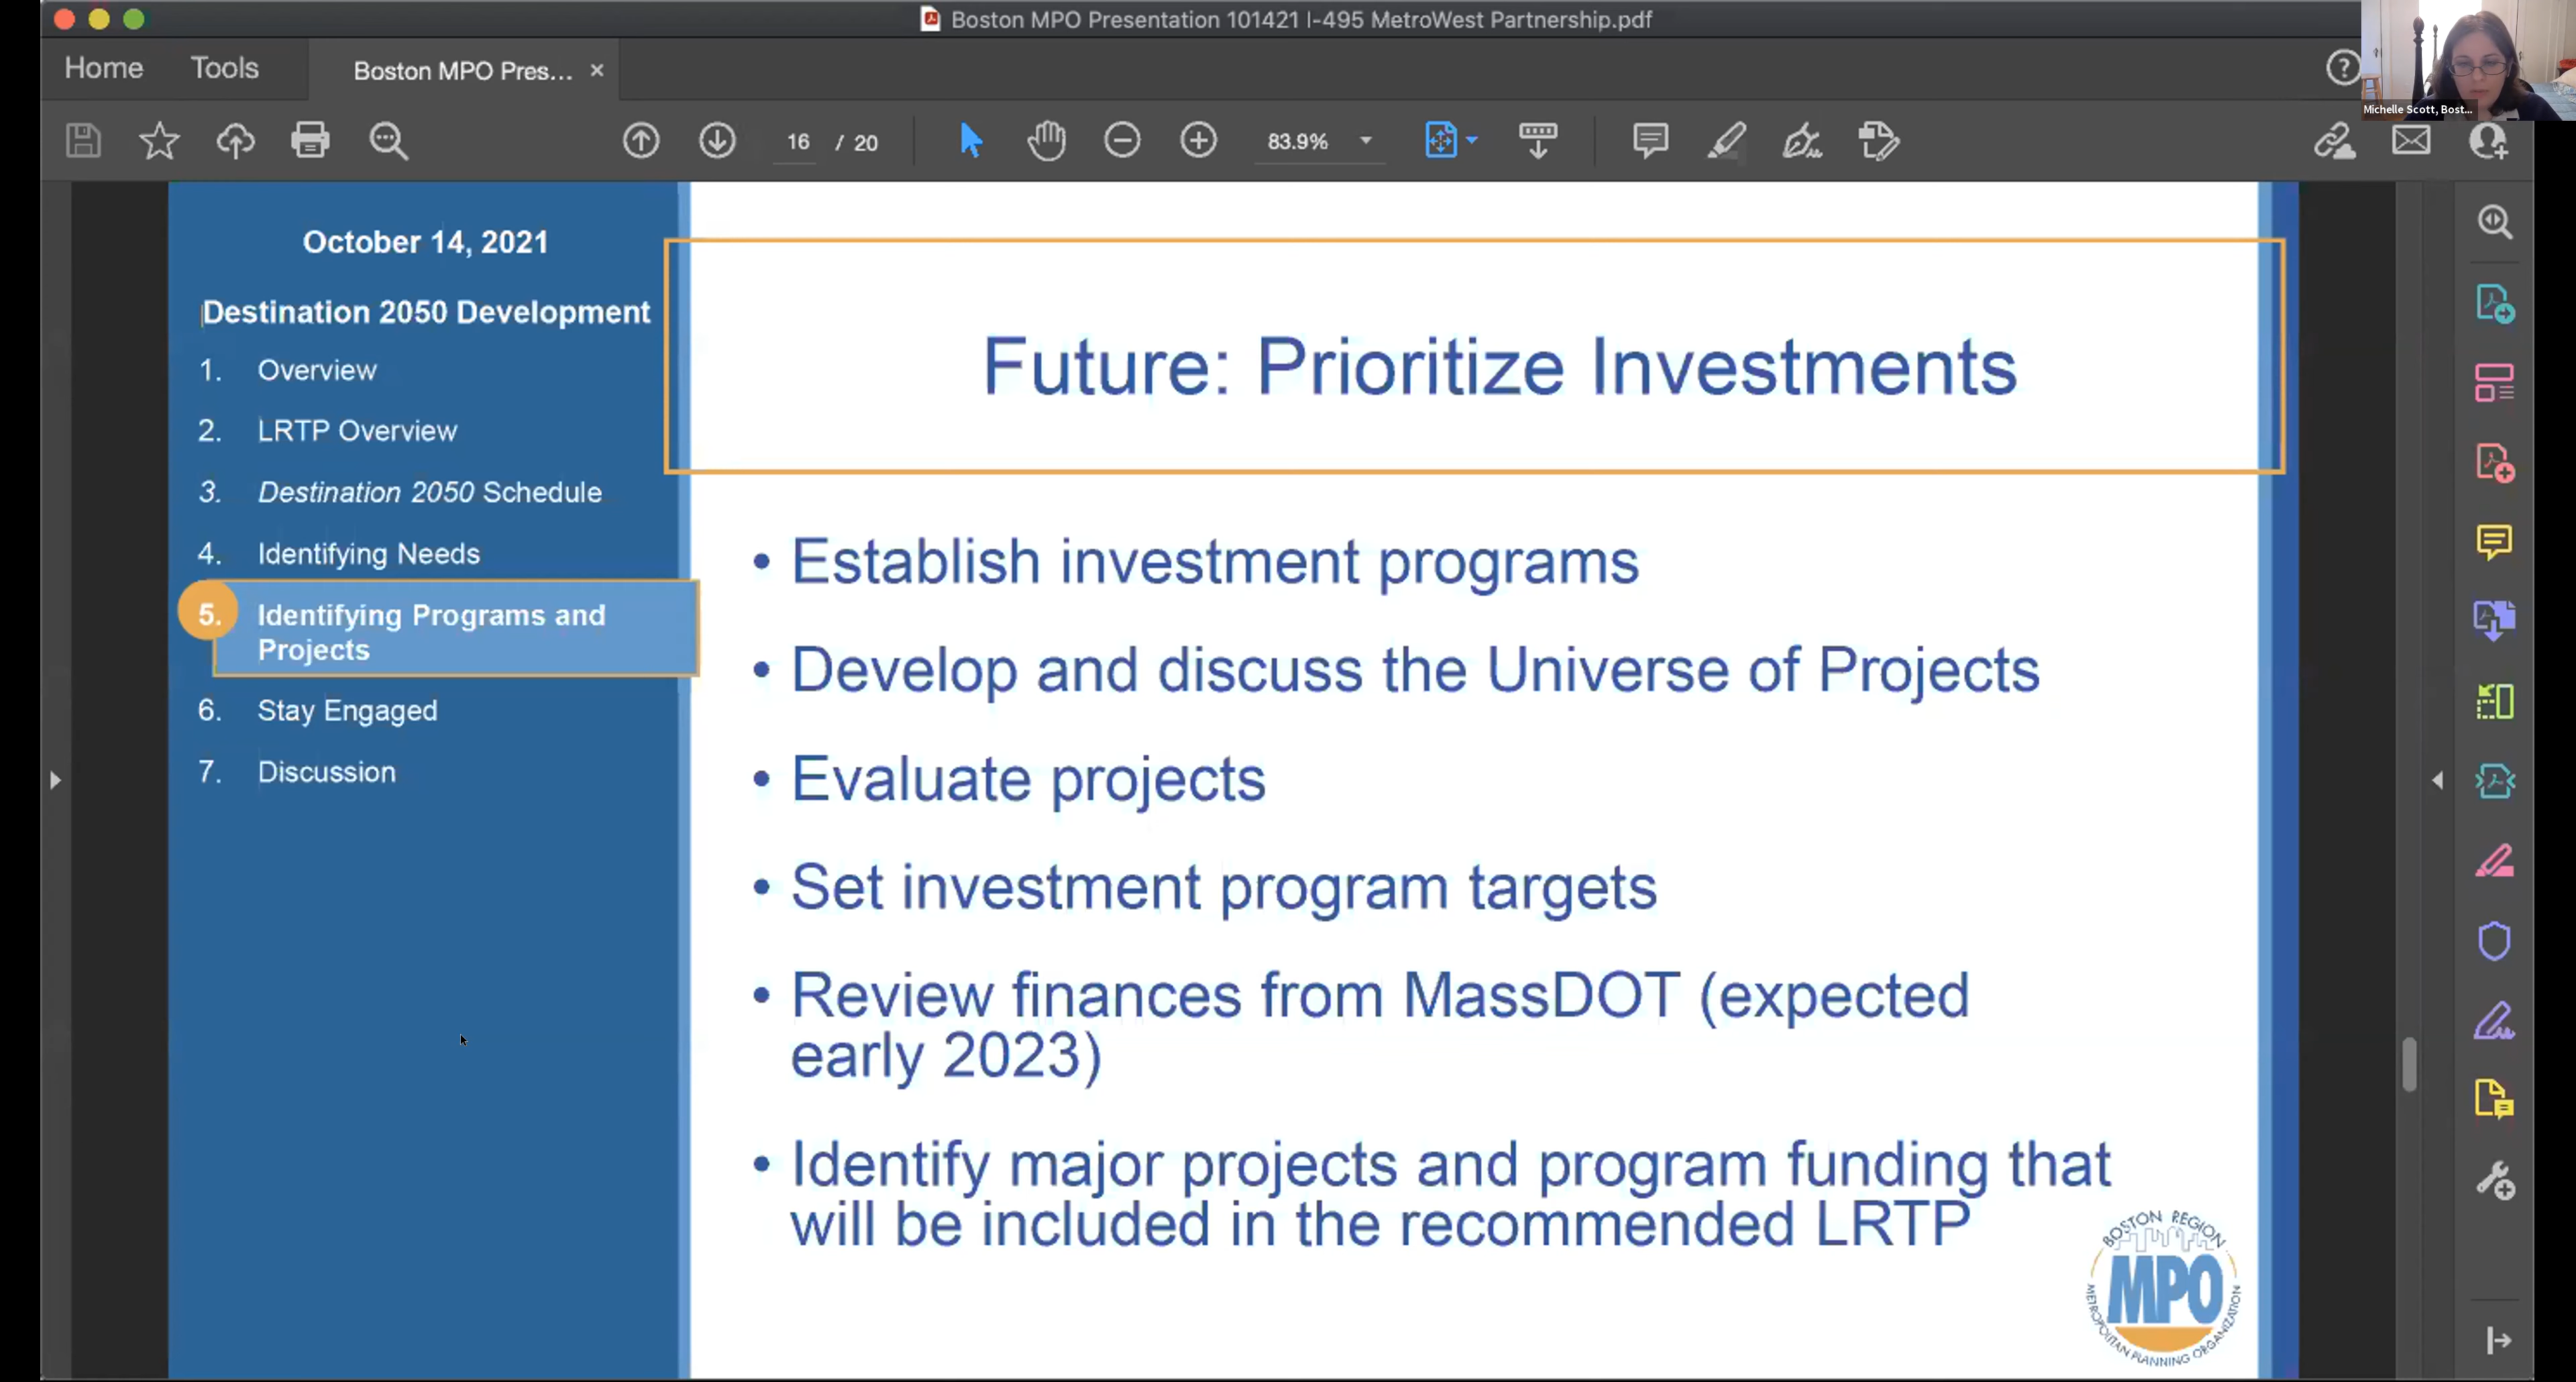 Boston MPO Presentation 101421 I-495 MetroWest Partnership.pdf
Home
Tools
Boston MPO Pres...
Michelle Scott, Bost...
16 / 20
83.9%
October 14, 2021
Destination 2050 Development
1. Overview
2. LRTP Overview
3. Destination 2050 Schedule
4. Identifying Needs
5. Identifying Programs and
Projects
6. Stay Engaged
7. Discussion
Future: Prioritize Investments
• Establish investment programs
• Develop and discuss the Universe of Projects
• Evaluate projects
• Set investment program targets
• Review finances from MassDOT (expected
early 2023)
• Identify major projects and program funding that
will be included in the recommended LRTP
BOSTON REGION
MPO
METROPOLITAN PLANNING ORGANIZATION